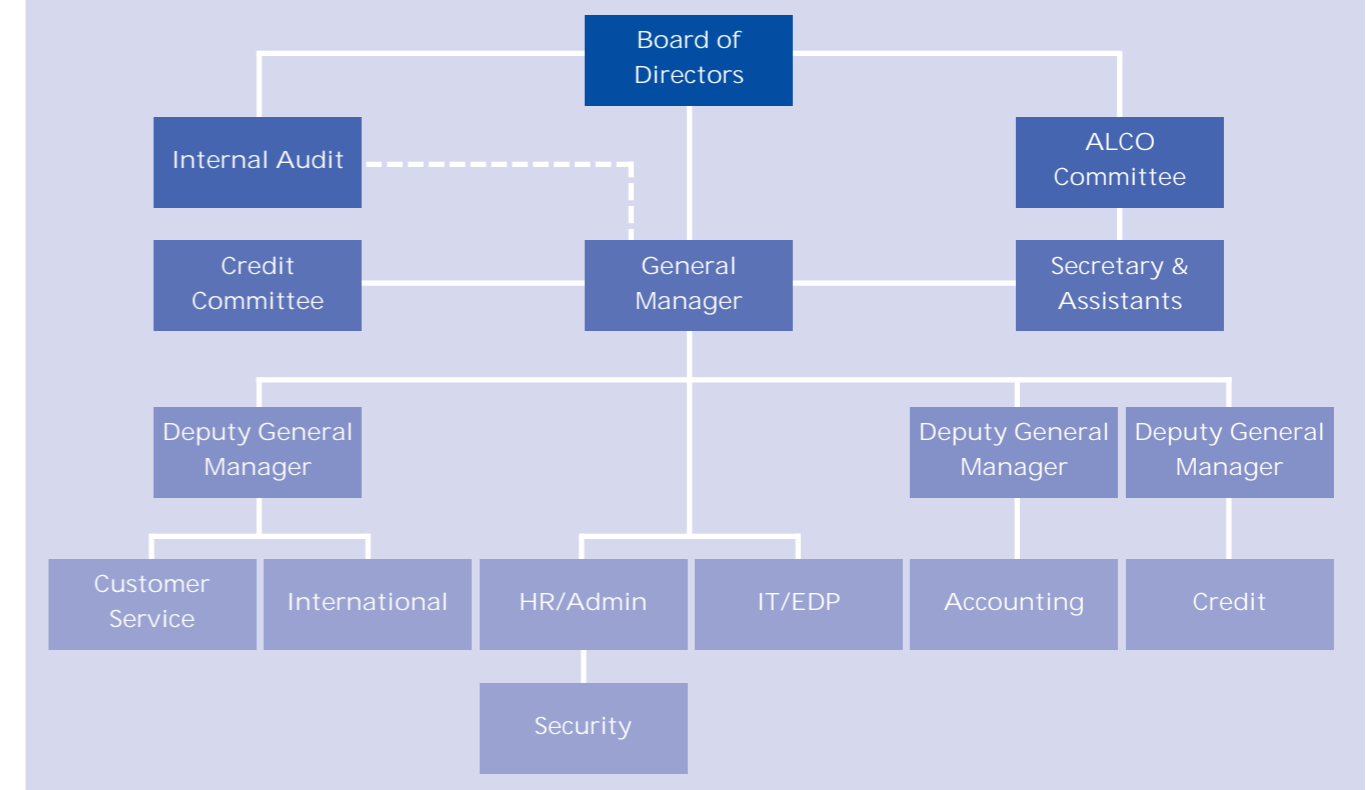 Board of
Directors
Internal Audit
ALCO
Committee
Credit
Committee
General
Manager
Secretary &
Assistants
Deputy General
Manager
Deputy General
Manager
Deputy General
Manager
Customer
Service
International
HR/Admin
IT/EDP
Accounting
Credit
Security